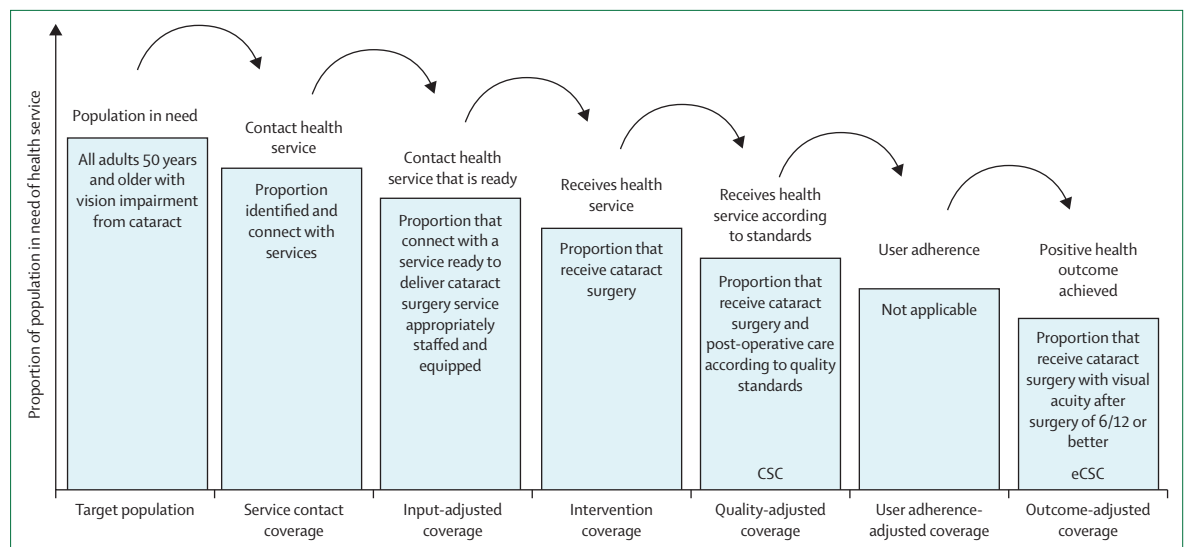 Proportion of population in need of health service
Population in need
All adults 50 years
and older with
vision impairment
from cataract
Target population
Contact health
service
Proportion
identified and
connect with
services
Service contact
coverage
Contact health
service that is ready
Proportion that
connect with a
service ready to
deliver cataract
surgery service
appropriately
staffed and
equipped
Input-adjusted
coverage
Receives health
service
Proportion that
receive cataract
surgery
Intervention
coverage
Receives health
service according
to standards
Proportion that
receive cataract
surgery and
post-operative care
according to quality
standards
CSC
Quality-adjusted
coverage
User adherence
Not applicable
User adherence-
adjusted coverage
Positive health
outcome
achieved
Proportion that
receive cataract
surgery with visual
acuity after
surgery of 6/12 or
better
eCSC
Outcome-adjusted
coverage